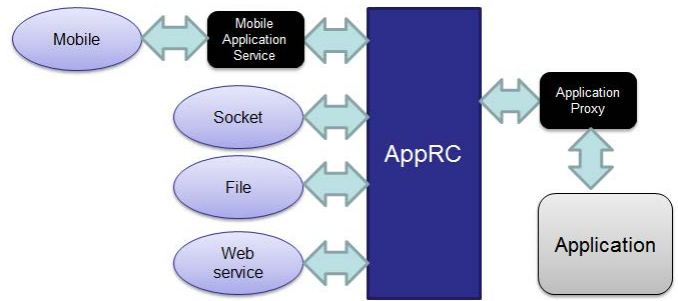 Mobile
Mobile
Application
Service
Socket
File
Web
service
AppRC
Application
Proxy
Application